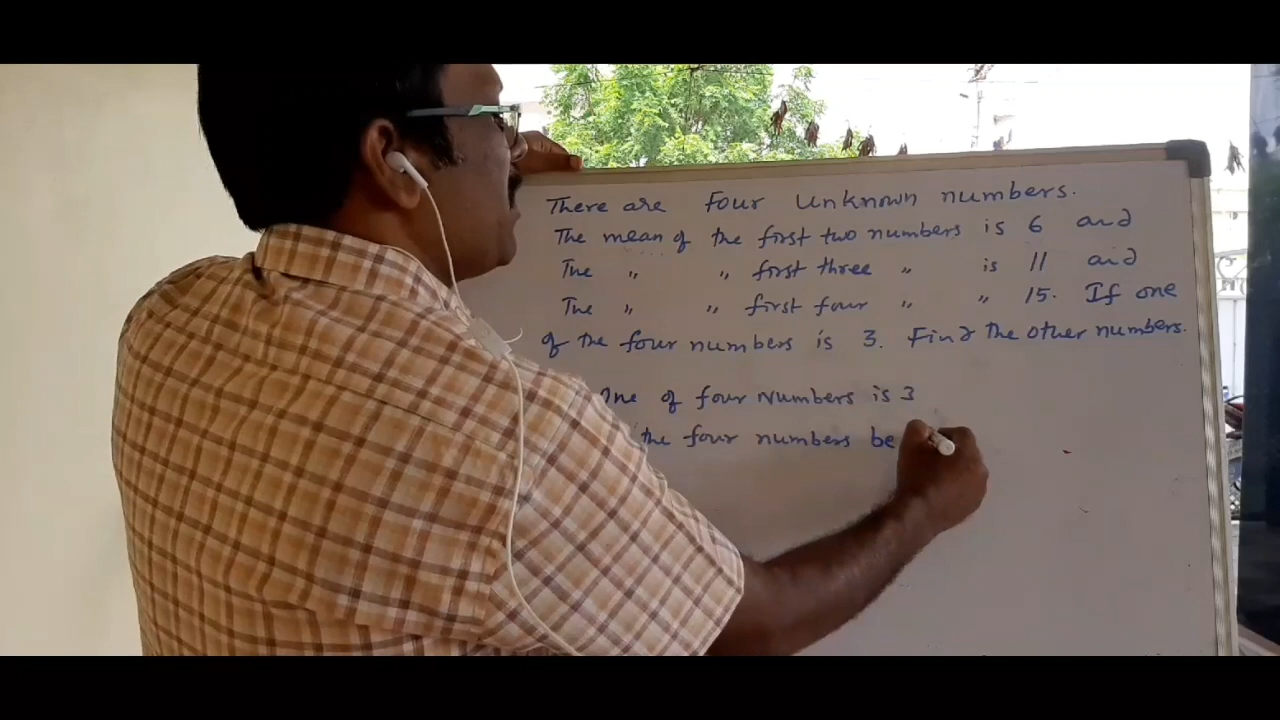 There are four unknown numbers.
The mean of the first two numbers is 6 and
The " " first three " is 11 and
The " " first four " " 15. If one
of the four numbers is 3. Find the other numbers.
One of four numbers is 3
the four numbers be